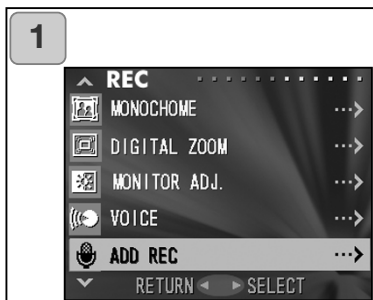 1
REC
MONOCHOME
DIGITAL ZOOM
MONITOR ADJ.
VOICE
ADD REC
RETURN SELECT